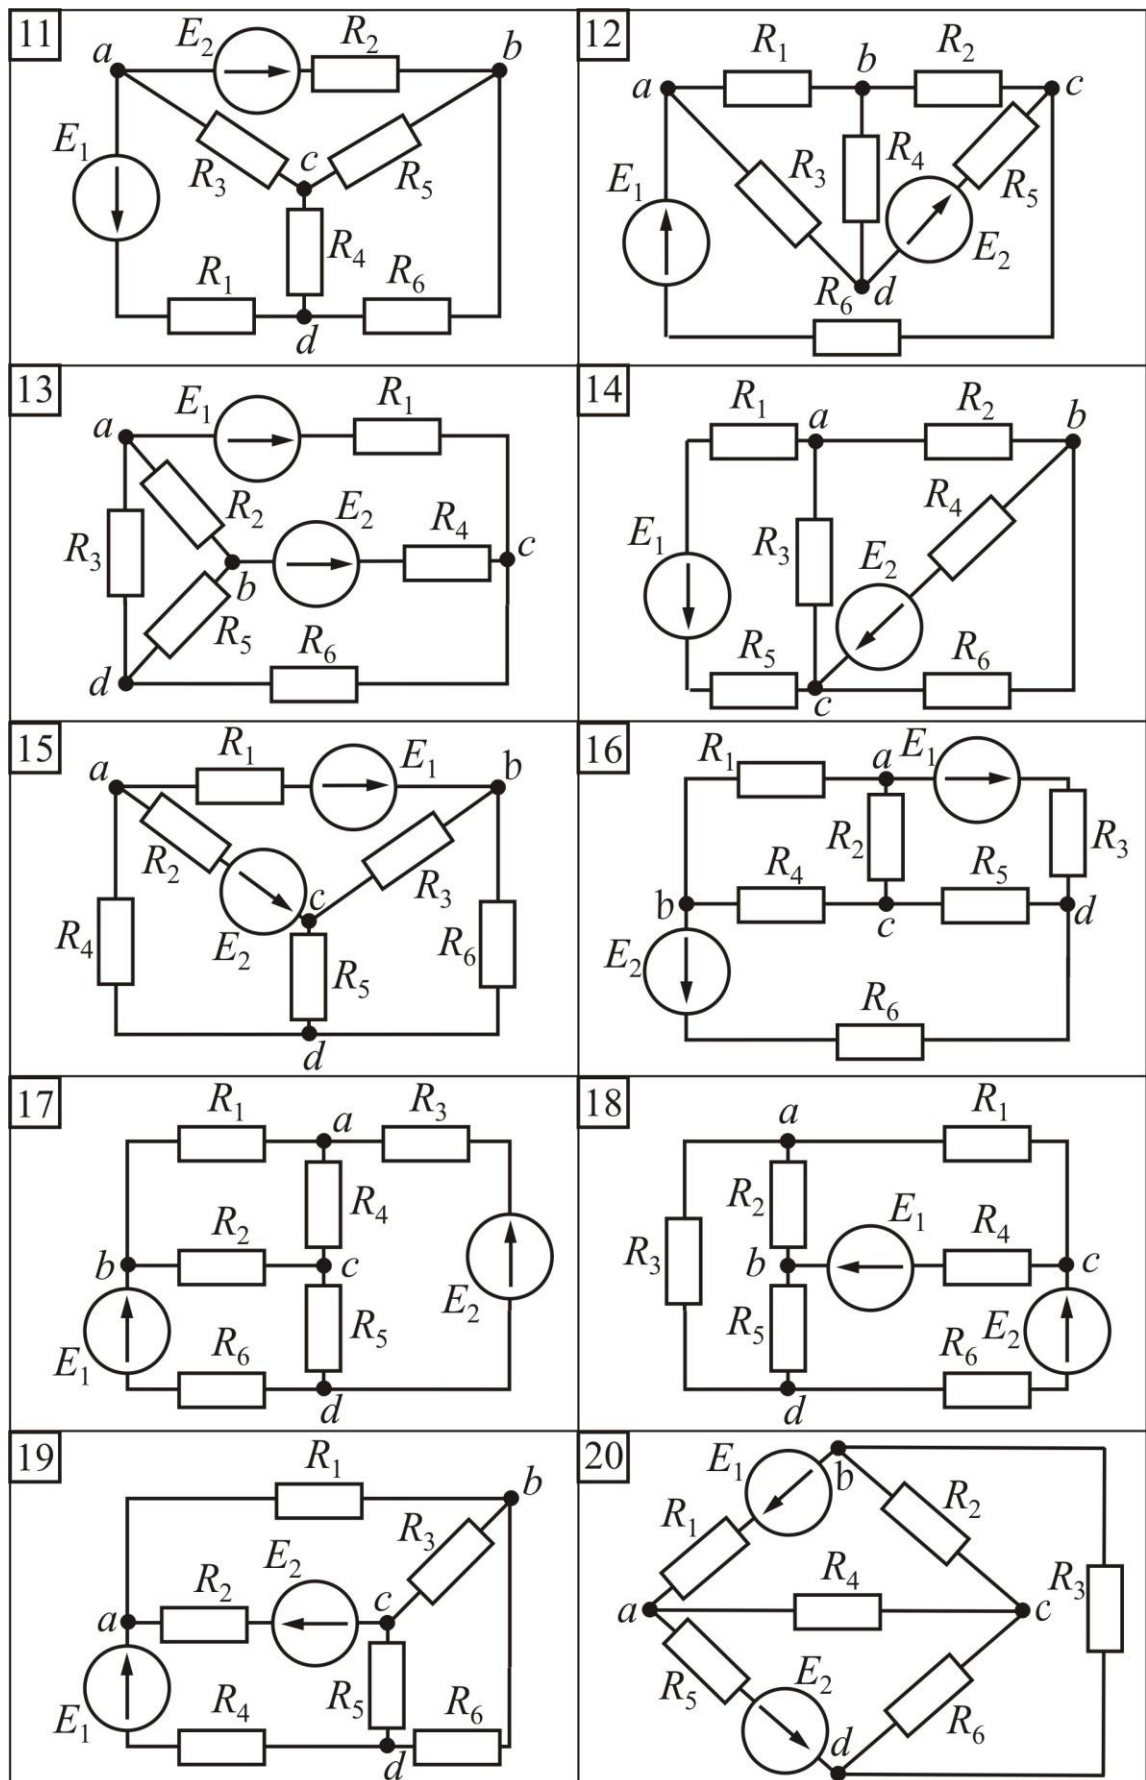 11
a E₂ R₂ b
E₁ R₃ c R₅
R₄
R₁ R₆
d
12
R₁ b R₂
a c
R₃ R₄ R₅
E₁ E₂
R₆ d
13
E₁ R₁
a
R₂ E₂ R₄
R₃ b c
R₅ R₆
d
14
R₁ a R₂ b
R₄
E₁ R₃ E₂
R₅ R₆
c
15
R₁ E₁ b
a
R₂ c R₃
R₄ E₂ R₅ R₆
d
16
R₁ a E₁
R₂ R₃
R₄ R₅
b c d
E₂ R₆
17
R₁ a R₃
R₄
R₂
b c
E₂
R₅
E₁ R₆
d
18
a R₁
R₂ E₁ R₄
R₃ b c
R₅ R₆ E₂
d
19
R₁ b
R₃
R₂ E₂ c
a
E₁ R₄ R₅ R₆
d
20
E₁ b
R₁ R₂
R₄ R₃
a c
R₅ E₂ R₆
d